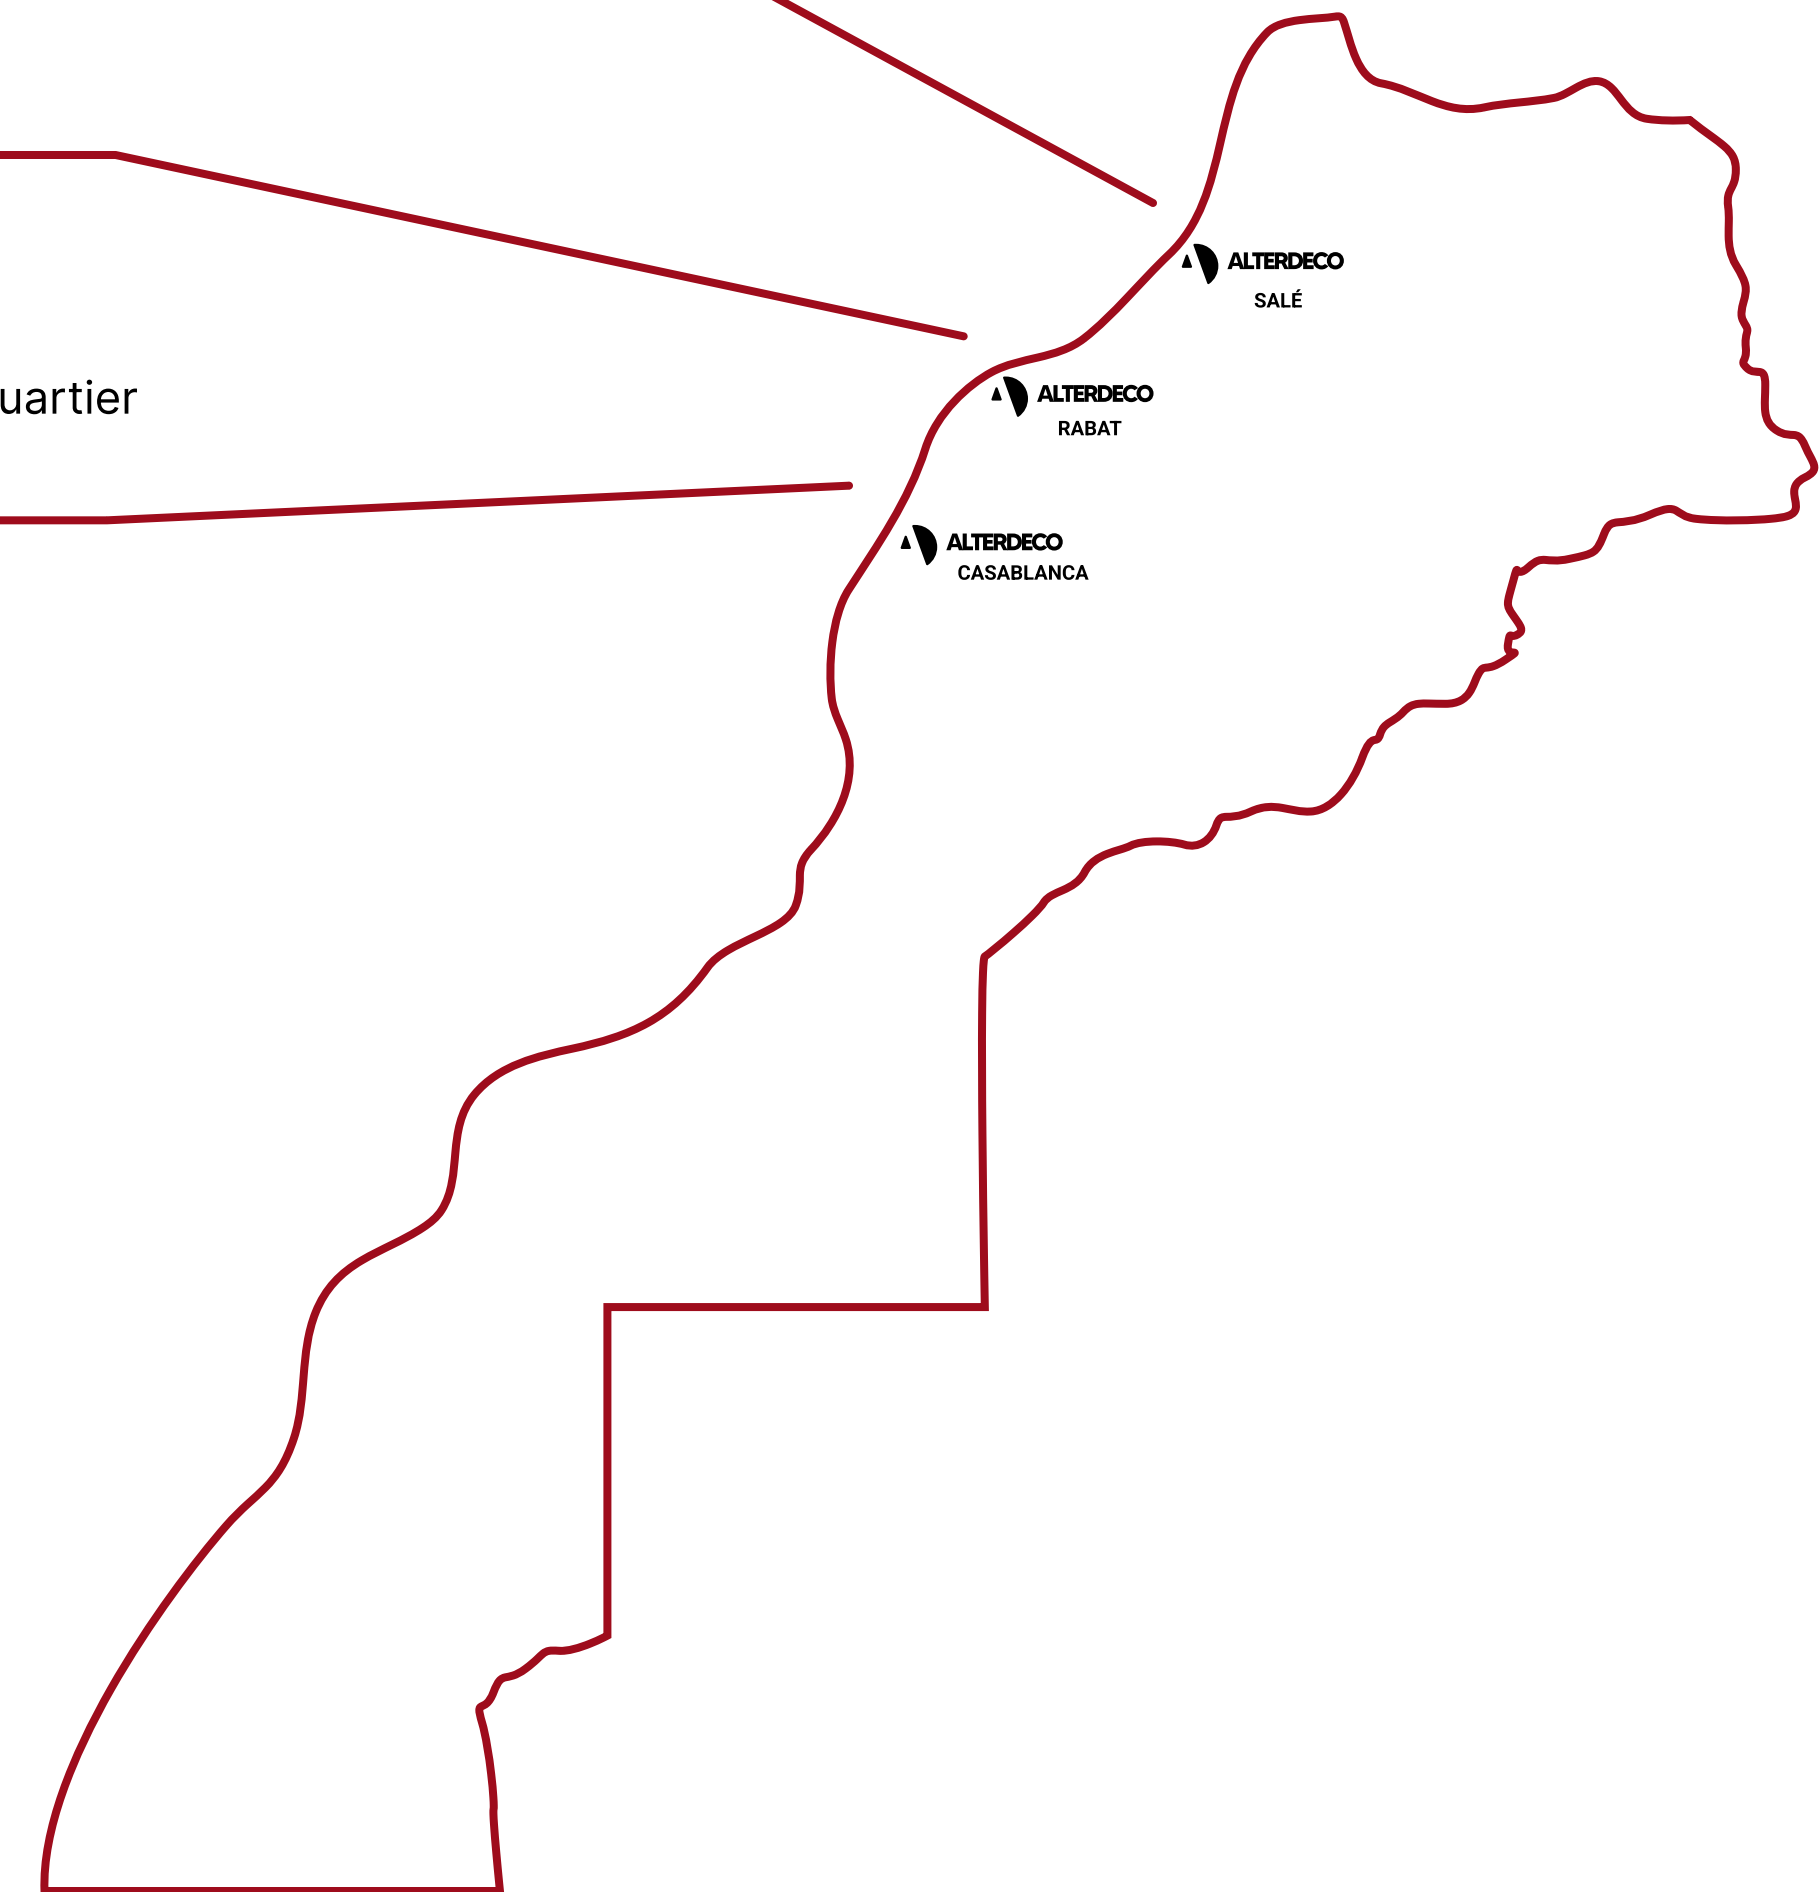 ALTERDECO
SALÉ
ALTERDECO
RABAT
uartier
ALTERDECO
CASABLANCA